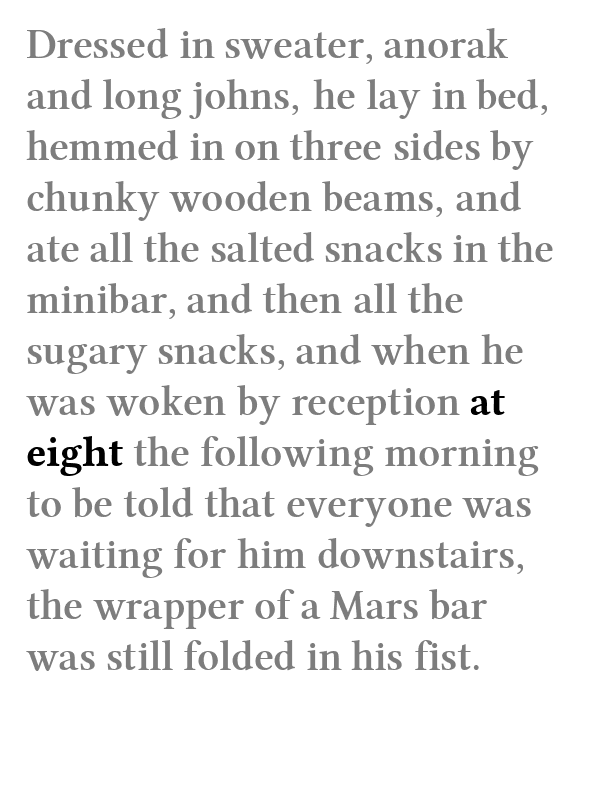 Dressed in sweater, anorak
and long johns, he lay in bed,
hemmed in on three sides by
chunky wooden beams, and
ate all the salted snacks in the
minibar, and then all the
sugary snacks, and when he
was woken by reception at
eight the following morning
to be told that everyone was
waiting for him downstairs,
the wrapper of a Mars bar
was still folded in his fist.